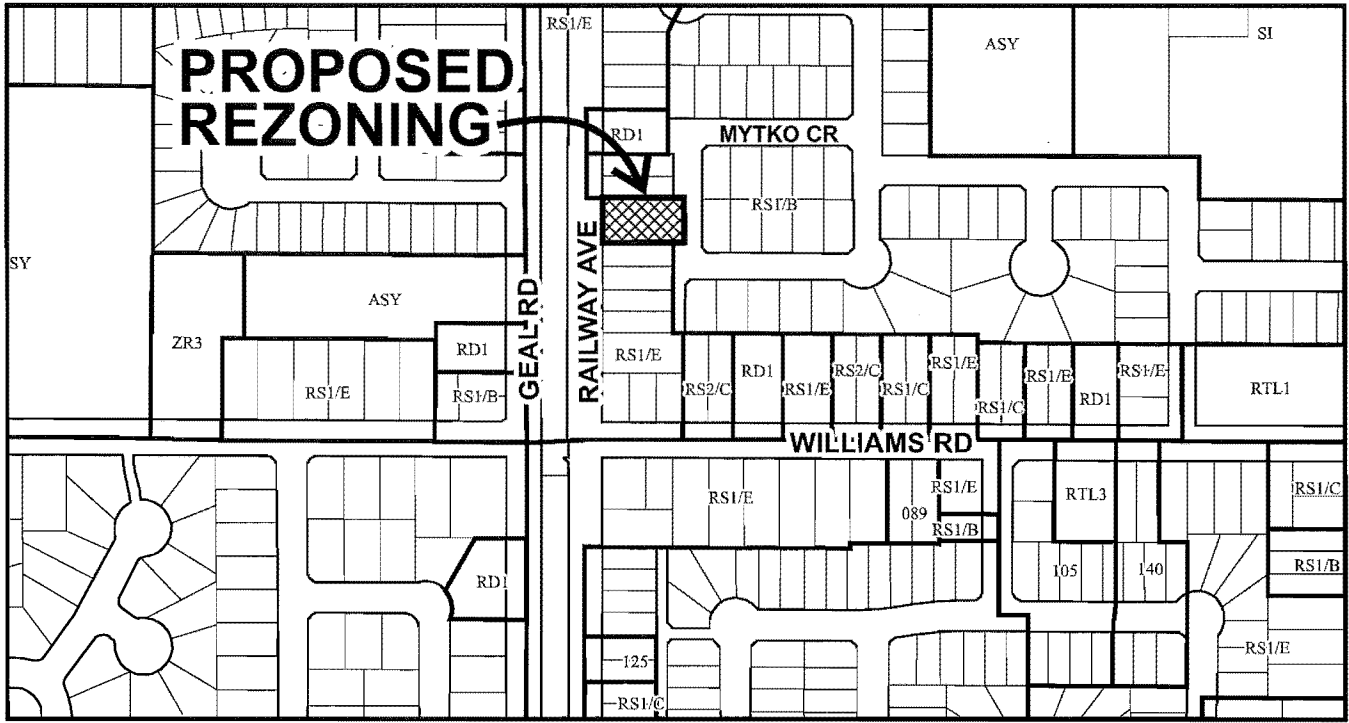 RS1/E
ASY
SI
PROPOSED
REZONING
RD1
MYTKO CR
RS1/B
SY
ASY
ZR3
RD1
RS1/E
RS1/B
GEAL RD
RAILWAY AVE
RS1/E
RS2/C
RD1
RS1/E
RS2/C
RS1/C
RS1/E
RS1/C
RS1/E
RD1
RS1/E
RTL1
WILLIAMS RD
RS1/E
089
RS1/E
RS1/B
RTL3
RS1/C
105
140
RS1/B
RD1
RS1/E
125
RS1/C